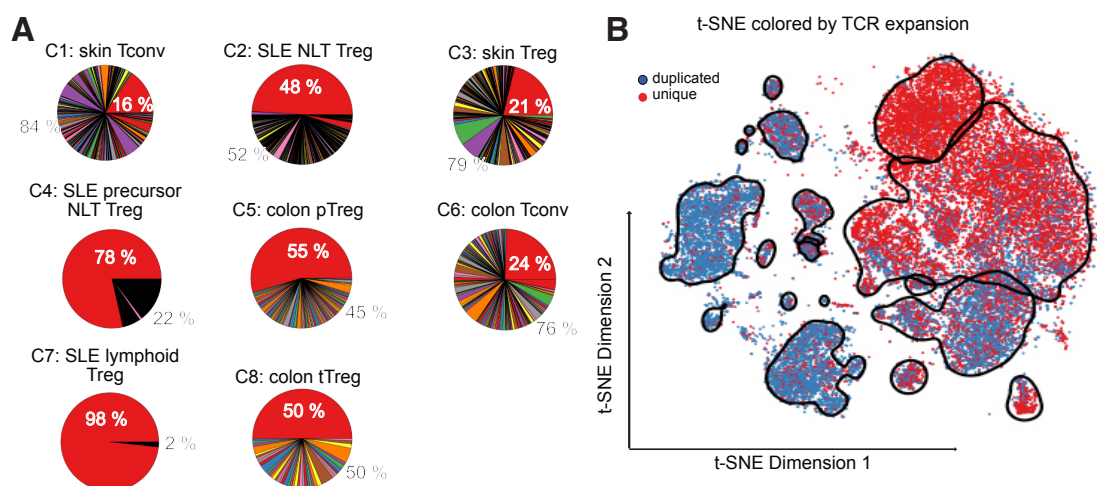 A
C1: skin Tconv
16 %
84 %
C2: SLE NLT Treg
48 %
52 %
C3: skin Treg
21 %
79 %
C4: SLE precursor
NLT Treg
78 %
22 %
C5: colon pTreg
55 %
45 %
C6: colon Tconv
24 %
76 %
C7: SLE lymphoid
Treg
98 %
2 %
C8: colon tTreg
50 %
50 %
B
t-SNE colored by TCR expansion
duplicated
unique
t-SNE Dimension 2
t-SNE Dimension 1